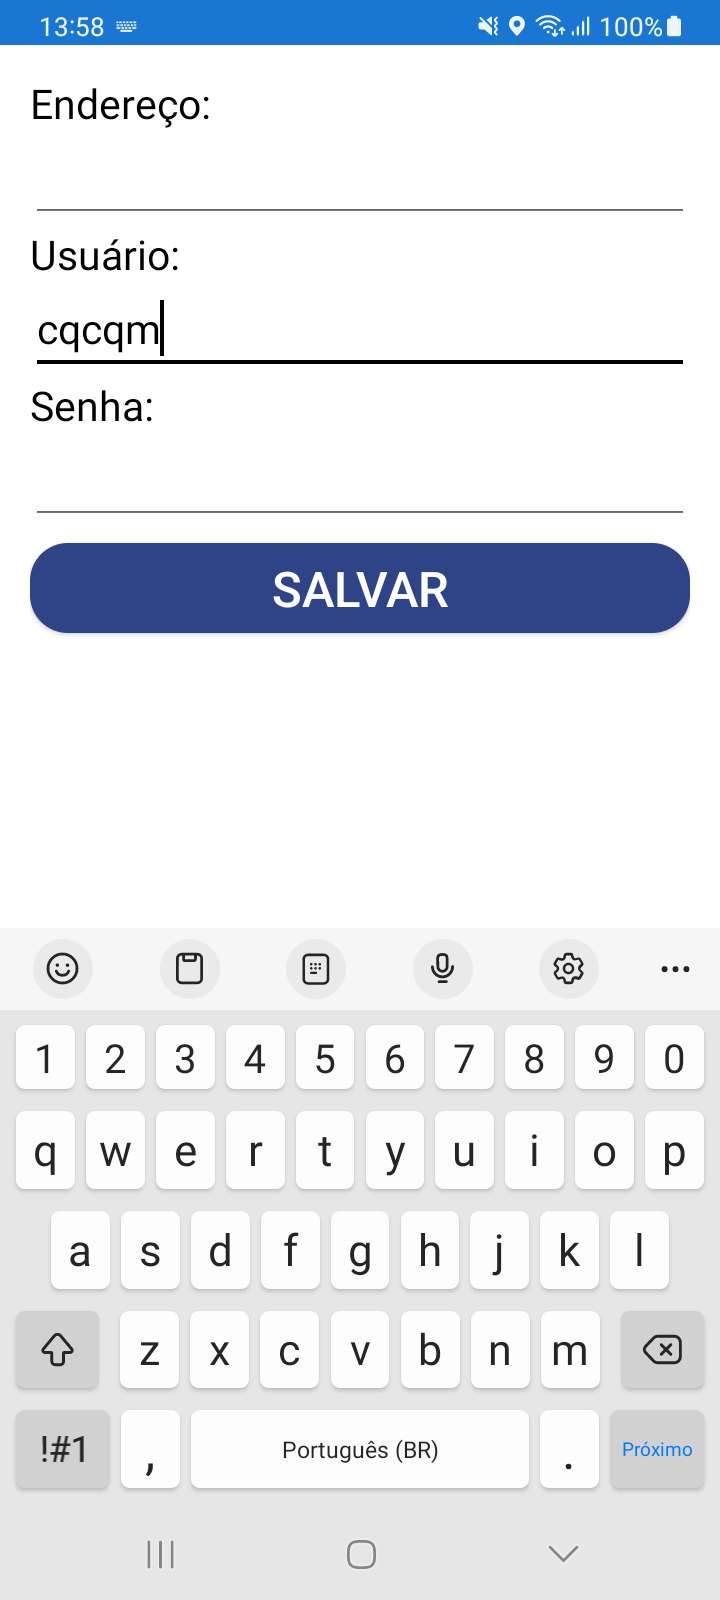 13:58 100%
Endereço:
Usuário:
cqcqm
Senha:
SALVAR
1 2 3 4 5 6 7 8 9 0
q w e r t y u i o p
a s d f g h j k l
z x c v b n m
!#1 , Português (BR) . Próximo